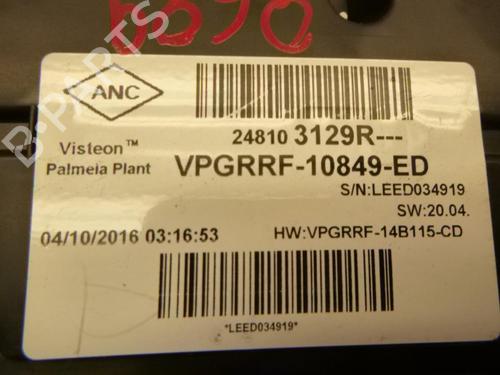 ANC
24810 3129R---
Visteon™
Palmeia Plant
VPGRRF-10849-ED
S/N:LEED034919
SW:20.04.
04/10/2016 03:16:53
HW:VPGRRF-14B115-CD
*LEED034919*
B-PARTS